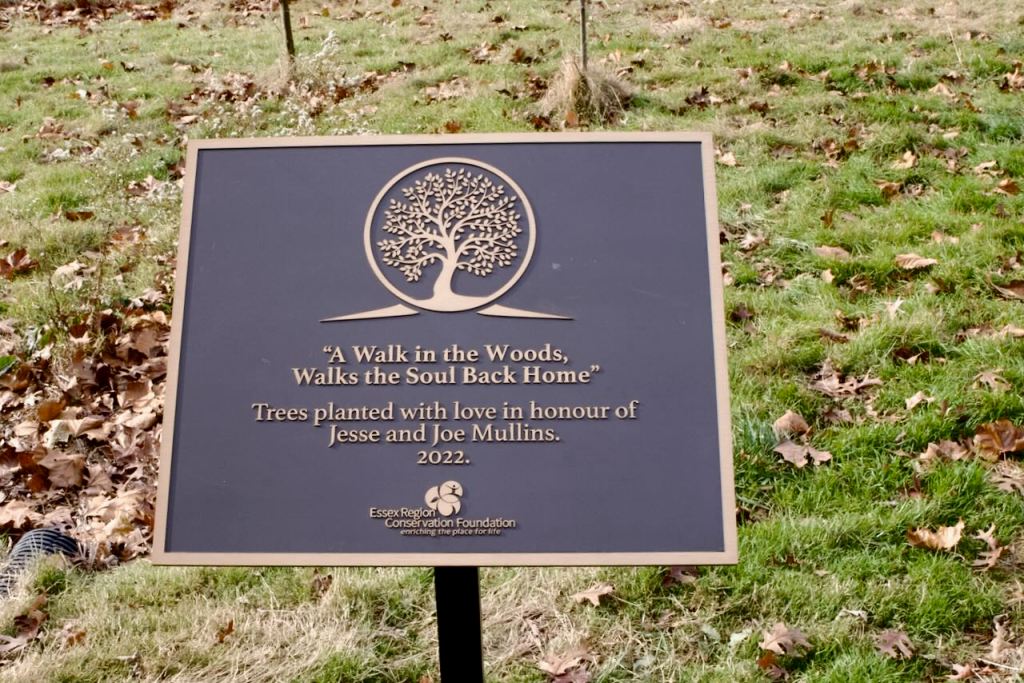 “A Walk in the Woods,
Walks the Soul Back Home”
Trees planted with love in honour of
Jesse and Joe Mullins.
2022.
Essex Region
Conservation Foundation
enriching the place for life